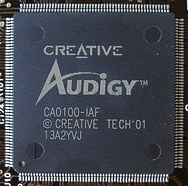 CREATIVE
AUDIGY™
CA0100-IAF
© CREATIVE TECH'01
13A2YVJ